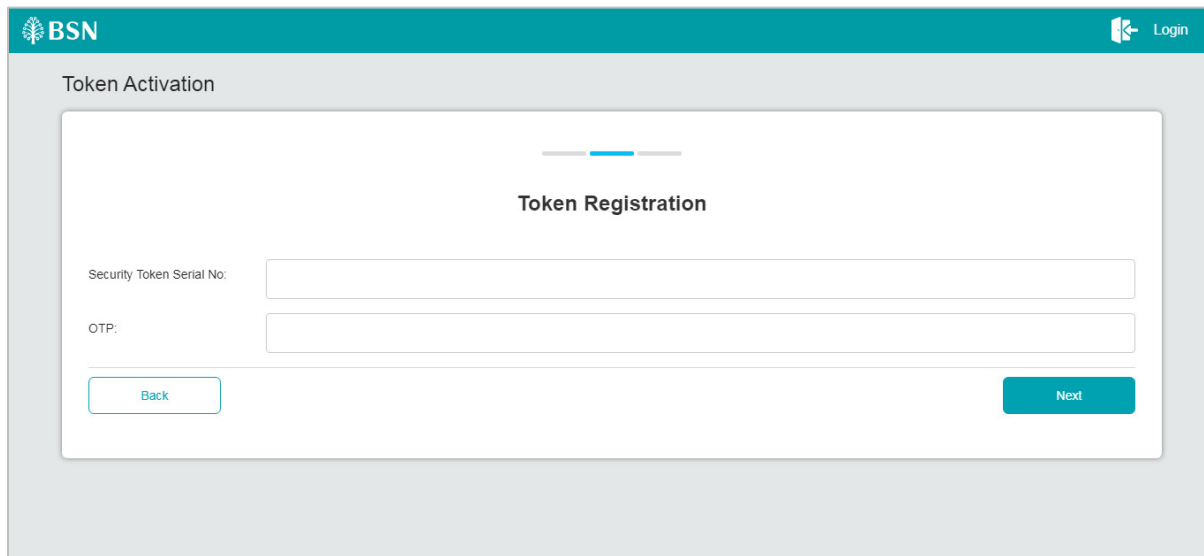 BSN
Login
Token Activation
Token Registration
Security Token Serial No:
OTP:
Back
Next